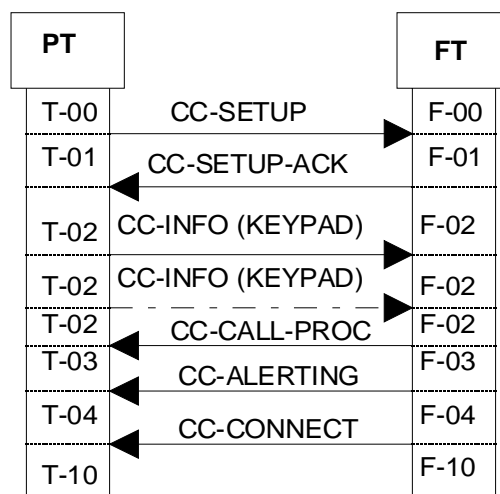 PT FT
T-00 CC-SETUP F-00
T-01 CC-SETUP-ACK F-01
T-02 CC-INFO (KEYPAD) F-02
T-02 CC-INFO (KEYPAD) F-02
T-02 CC-CALL-PROC F-02
T-03 CC-ALERTING F-03
T-04 CC-CONNECT F-04
T-10 F-10